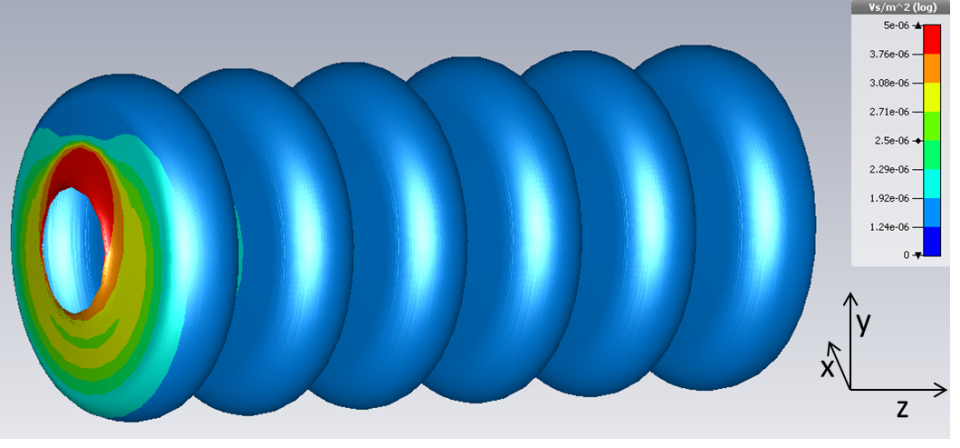 Vs/m^2 (log)
5e-06
3.76e-06
3.08e-06
2.71e-06
2.5e-06
2.29e-06
1.92e-06
1.24e-06
0
y
x
z